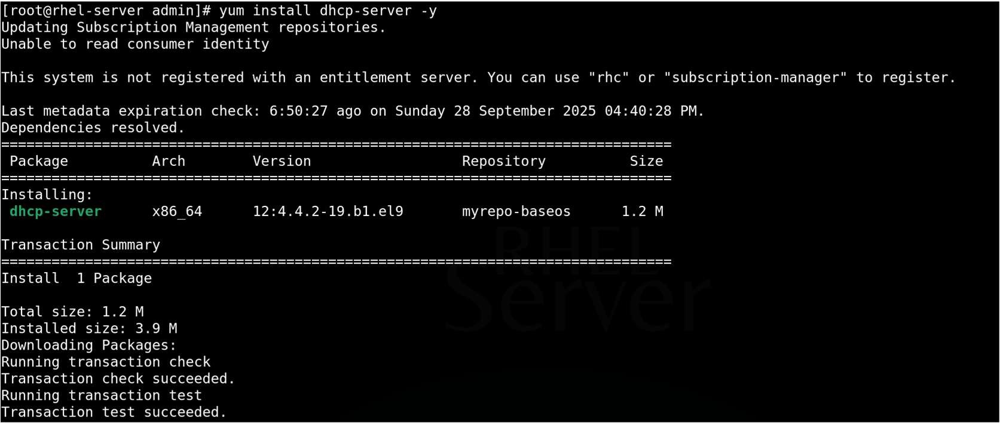 [root@rhel-server admin]# yum install dhcp-server -y
Updating Subscription Management repositories.
Unable to read consumer identity
This system is not registered with an entitlement server. You can use "rhc" or "subscription-manager" to register.
Last metadata expiration check: 6:50:27 ago on Sunday 28 September 2025 04:40:28 PM.
Dependencies resolved.
================================================================================
Package Arch Version Repository Size
================================================================================
Installing:
dhcp-server x86_64 12:4.4.2-19.b1.el9 myrepo-baseos 1.2 M
Transaction Summary
================================================================================
Install 1 Package
Total size: 1.2 M
Installed size: 3.9 M
Downloading Packages:
Running transaction check
Transaction check succeeded.
Running transaction test
Transaction test succeeded.
RHEL
Server